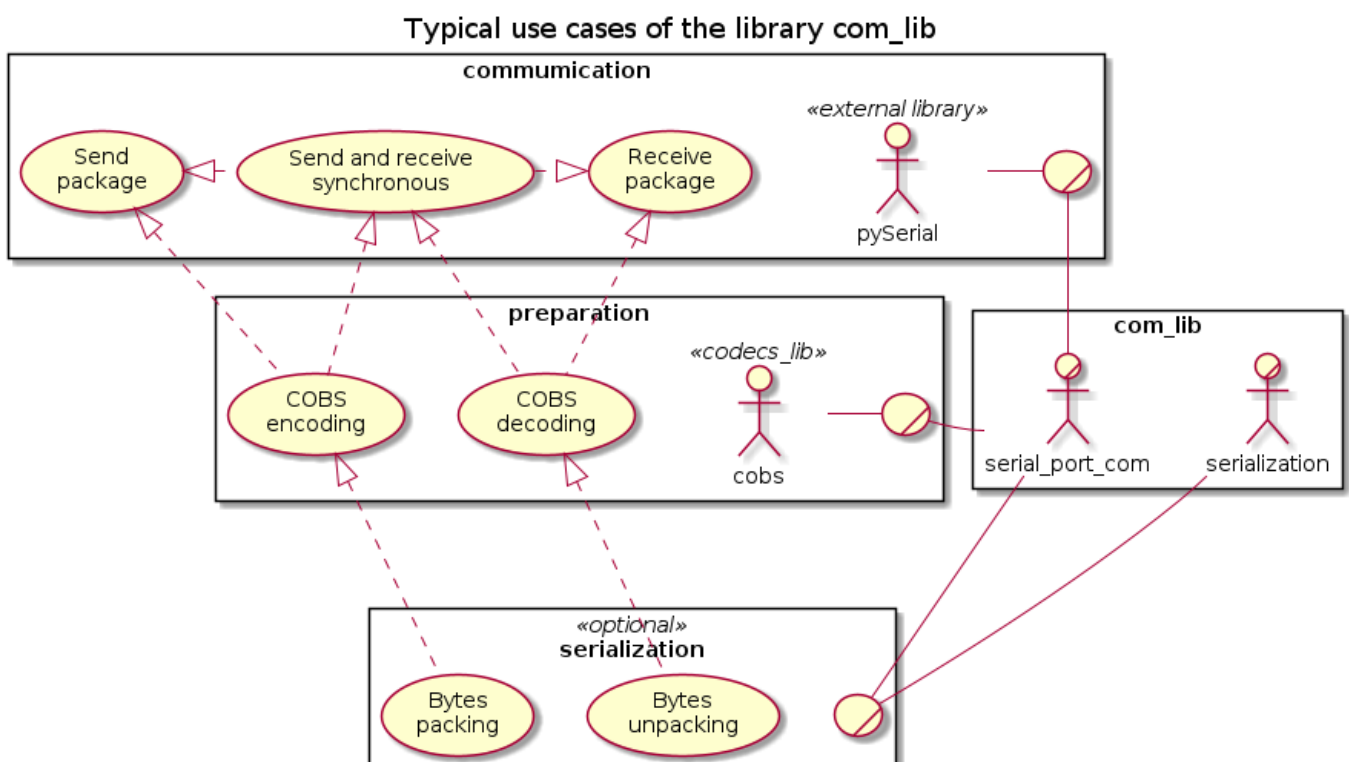 Typical use cases of the library com_lib
commumication
«external library»
Send
package
Send and receive
synchronous
Receive
package
pySerial
preparation
com_lib
«codecs_lib»
COBS
encoding
COBS
decoding
cobs
serial_port_com
serialization
«optional»
serialization
Bytes
packing
Bytes
unpacking